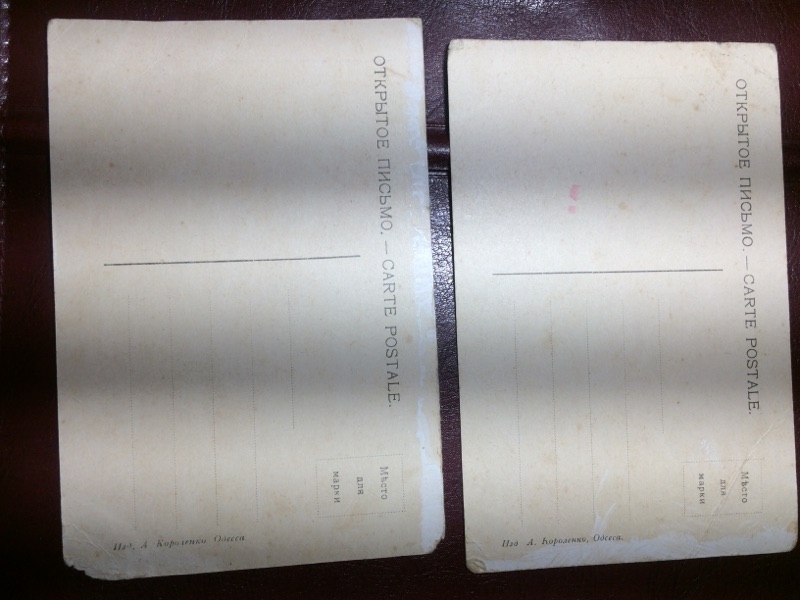 ОТКРЫТОЕ ПИСЬМО. — CARTE POSTALE.
Мѣсто
для
марки
Изд, А Короленко Одесса.
ОТКРЫТОЕ ПИСЬМО. — CARTE POSTALE.
Мѣсто
для
марки
Изд А. Короленко, Одесса.